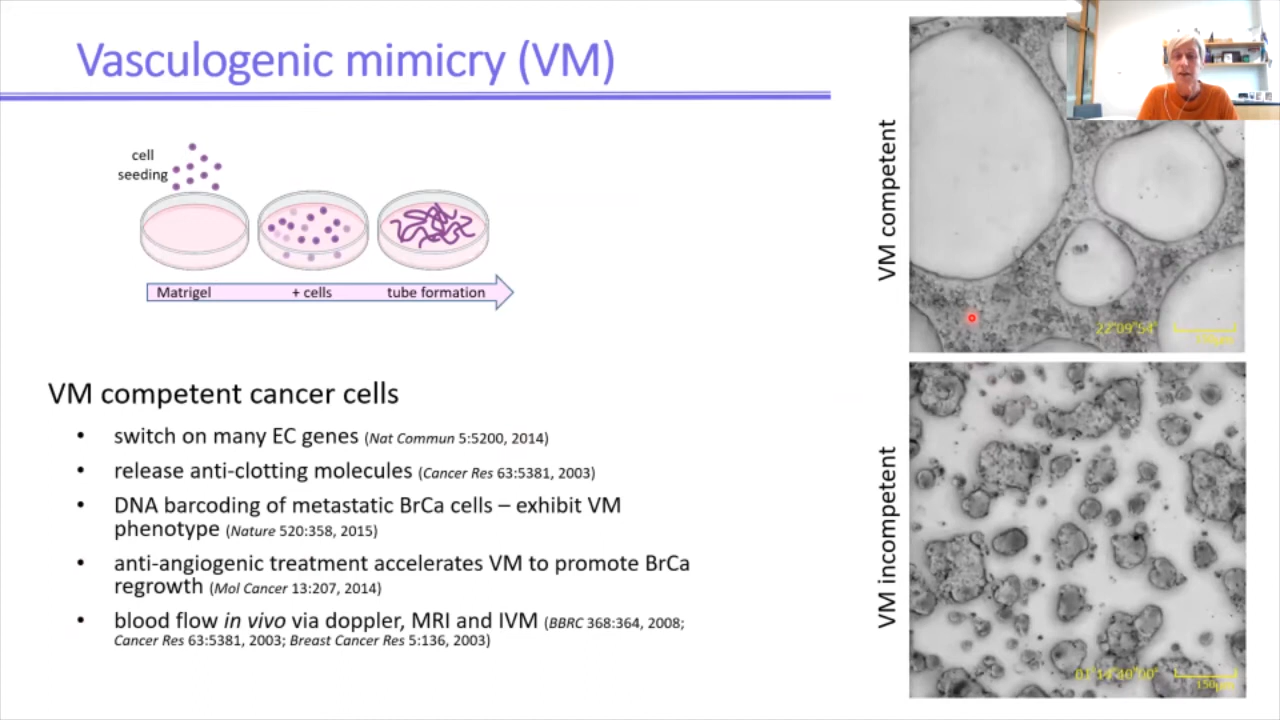 Vasculogenic mimicry (VM)
cell
seeding
Matrigel
+ cells
tube formation
VM competent cancer cells
• switch on many EC genes (Nat Commun 5:5200, 2014)
• release anti-clotting molecules (Cancer Res 63:5381, 2003)
• DNA barcoding of metastatic BrCa cells – exhibit VM
phenotype (Nature 520:358, 2015)
• anti-angiogenic treatment accelerates VM to promote BrCa
regrowth (Mol Cancer 13:207, 2014)
• blood flow in vivo via doppler, MRI and IVM (BBRC 368:364, 2008;
Cancer Res 63:5381, 2003; Breast Cancer Res 5:136, 2003)
VM competent
22°09'54"
VM incompetent
150µm